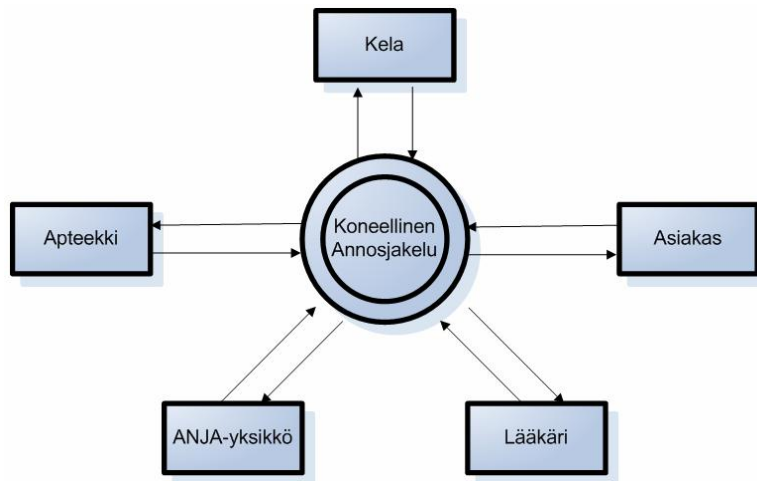 Kela
Apteekki
Koneellinen
Annosjakelu
Asiakas
ANJA-yksikkö
Lääkäri